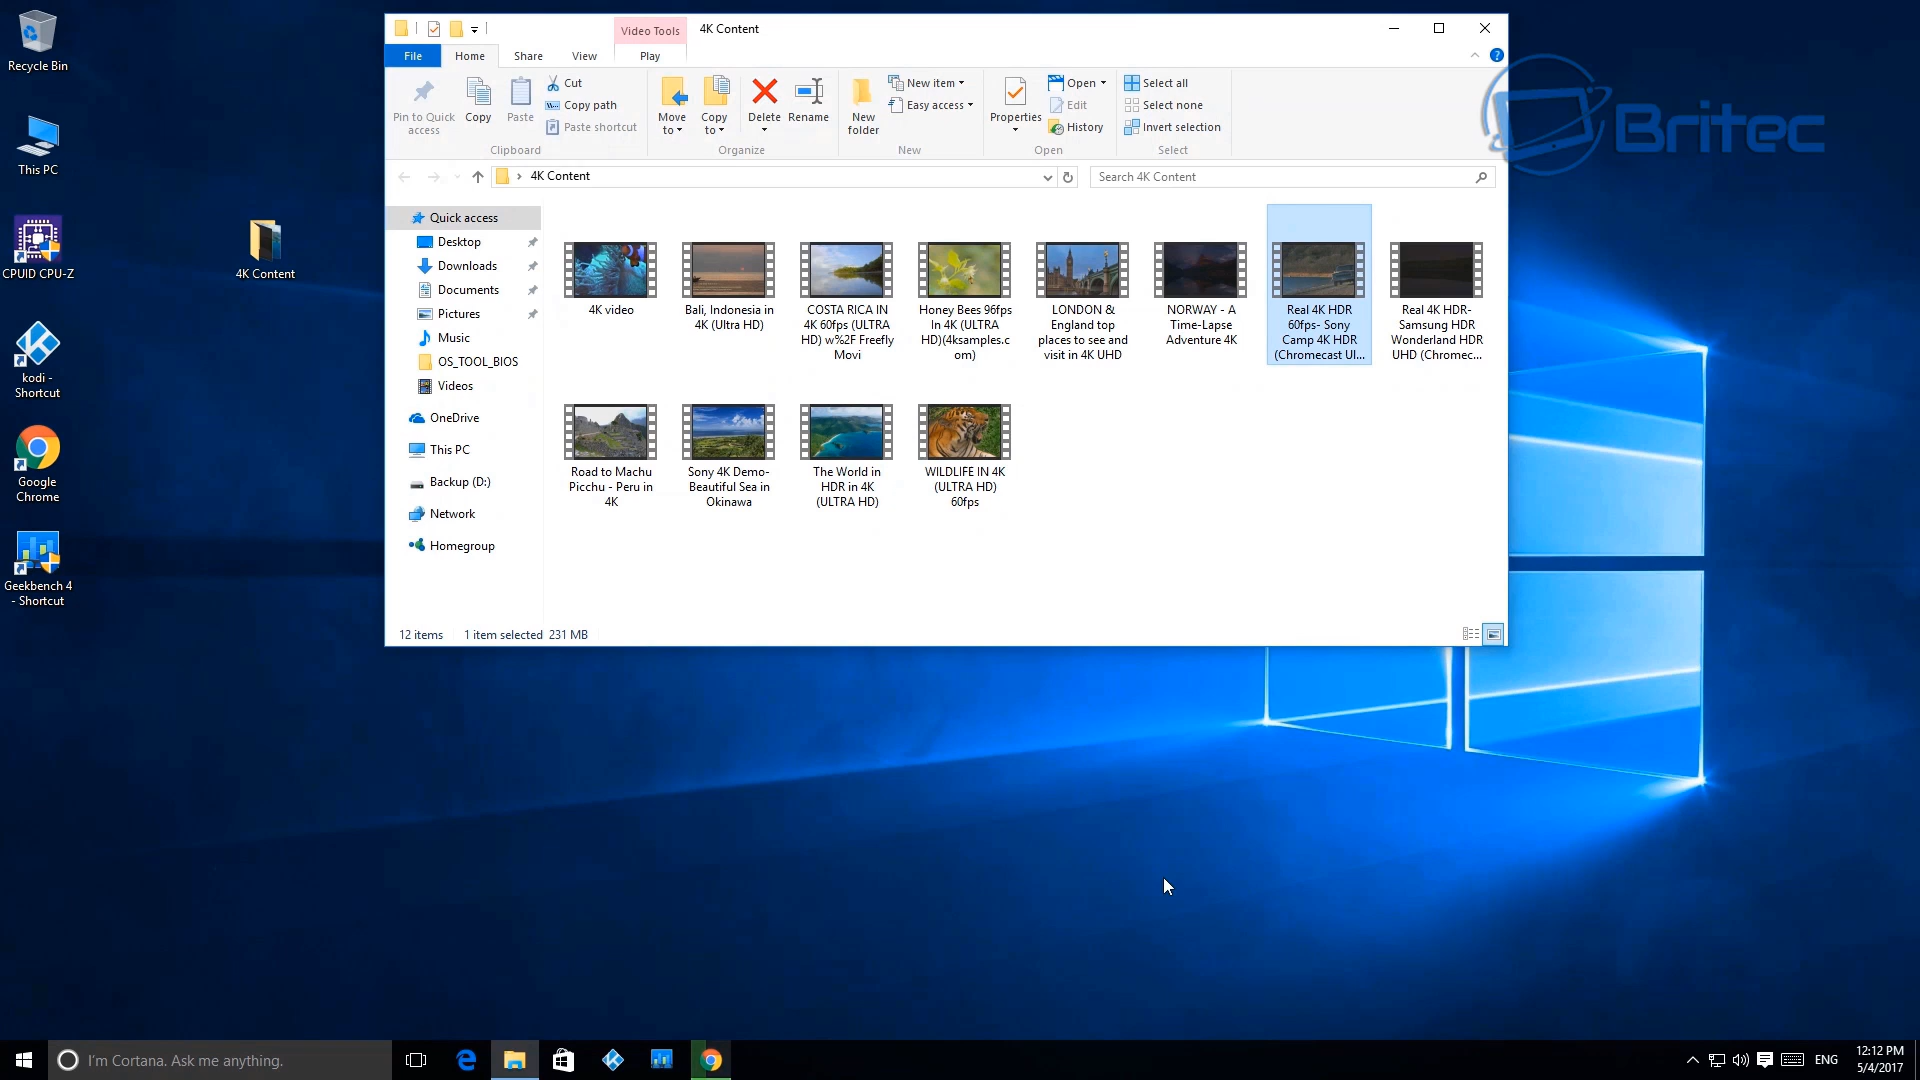 Recycle Bin
This PC
CPUID CPU-Z
kodi -
Shortcut
Google
Chrome
Geekbench 4
- Shortcut
4K Content
Video Tools
4K Content
File
Home
Share
View
Play
Pin to Quick
access
Copy
Paste
Cut
Copy path
Paste shortcut
Clipboard
Move
to
Copy
to
Delete
Rename
Organize
New
folder
New item
Easy access
New
Properties
Open
Edit
History
Open
Select all
Select none
Invert selection
Select
Britec
4K Content
Search 4K Content
Quick access
Desktop
Downloads
Documents
Pictures
Music
OS_TOOL_BIOS
Videos
OneDrive
This PC
Backup (D:)
Network
Homegroup
4K video
Bali, Indonesia in
4K (Ultra HD)
COSTA RICA IN
4K 60fps (ULTRA
HD) w%2F Freefly
Movi
Honey Bees 96fps
In 4K (ULTRA
HD)(4ksamples.c
om)
LONDON &
England top
places to see and
visit in 4K UHD
NORWAY - A
Time-Lapse
Adventure 4K
Real 4K HDR
60fps- Sony
Camp 4K HDR
(Chromecast Ul...
Real 4K HDR-
Samsung HDR
Wonderland HDR
UHD (Chromec...
Road to Machu
Picchu - Peru in
4K
Sony 4K Demo-
Beautiful Sea in
Okinawa
The World in
HDR in 4K
(ULTRA HD)
WILDLIFE IN 4K
(ULTRA HD)
60fps
12 items
1 item selected 231 MB
I'm Cortana. Ask me anything.
ENG
12:12 PM
5/4/2017